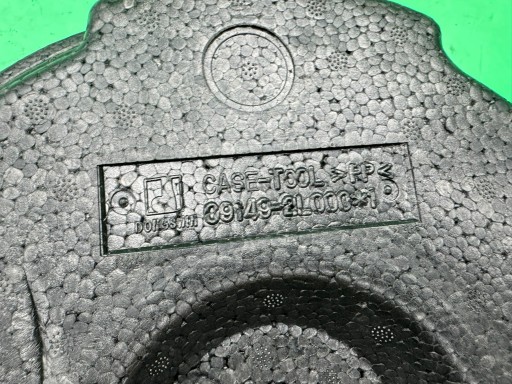 CASE-TOOL >PP<
09149-2L000*1
DONGSHIN